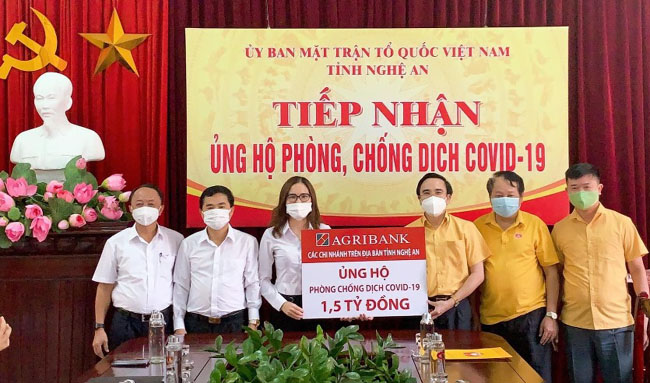 ỦY BAN MẶT TRẬN TỔ QUỐC VIỆT NAM
TỈNH NGHỆ AN
TIẾP NHẬN
ỦNG HỘ PHÒNG, CHỐNG DỊCH COVID-19
AGRIBANK
CÁC CHI NHÁNH TRÊN ĐỊA BÀN TỈNH NGHỆ AN
ỦNG HỘ
PHÒNG CHỐNG DỊCH COVID-19
1,5 TỶ ĐỒNG